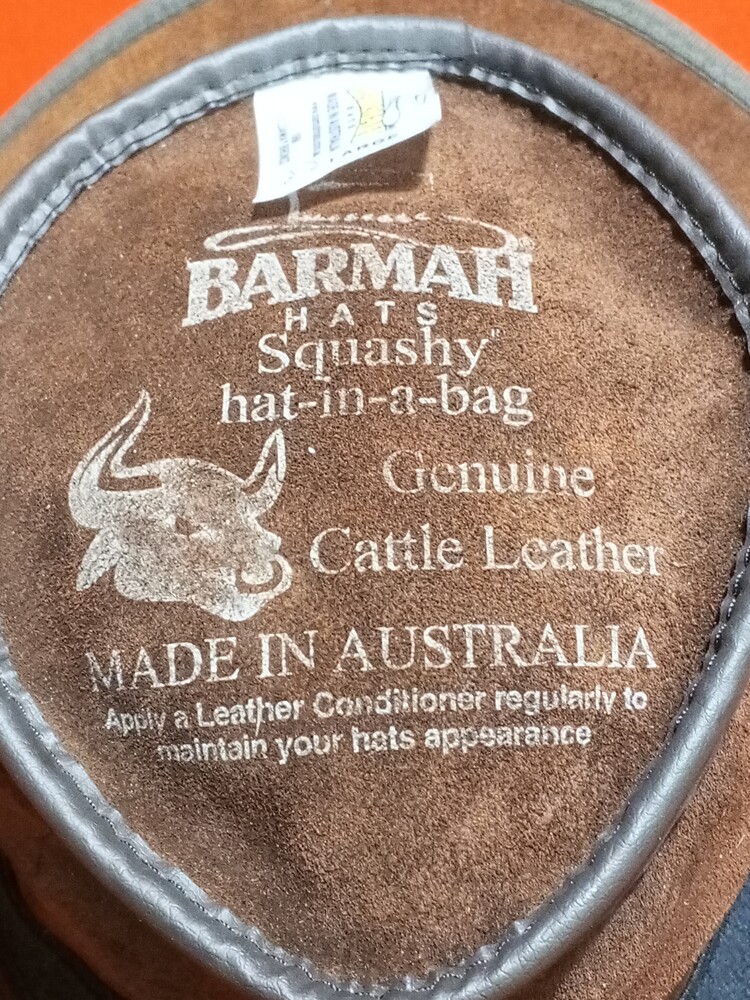 BARMAH
HATS
Squashy®
hat-in-a-bag
Genuine
Cattle Leather
MADE IN AUSTRALIA
Apply a Leather Conditioner regularly to
maintain your hats appearance